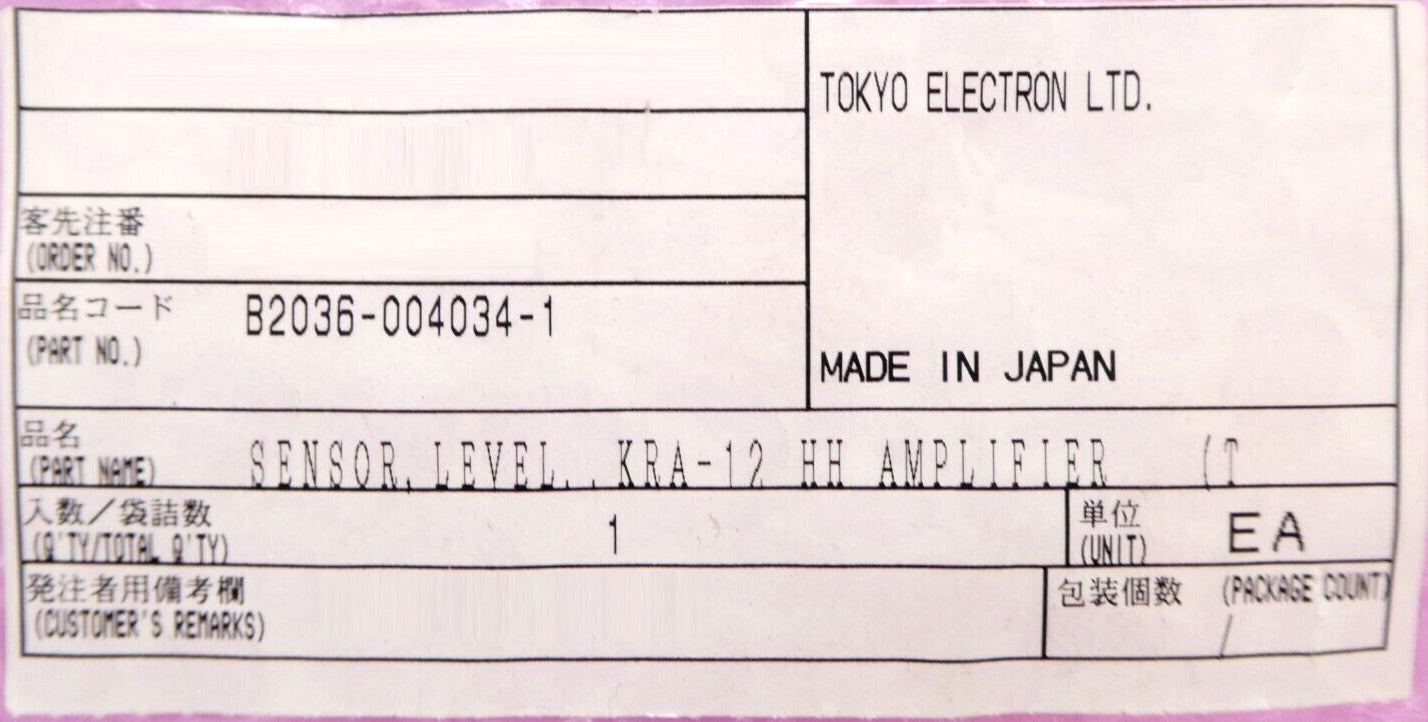 TOKYO ELECTRON LTD.
客先注番
(ORDER NO.)
品名コード B2036-004034-1
(PART NO.)
MADE IN JAPAN
品名
(PART NAME) SENSOR, LEVEL, , KRA-12 HH AMPLIFIER (T
入数/袋詰数 1
(Q'TY/TOTAL Q'TY)
単位 EA
(UNIT)
発注者用備考欄
(CUSTOMER'S REMARKS)
包装個数 (PACKAGE COUNT)
/